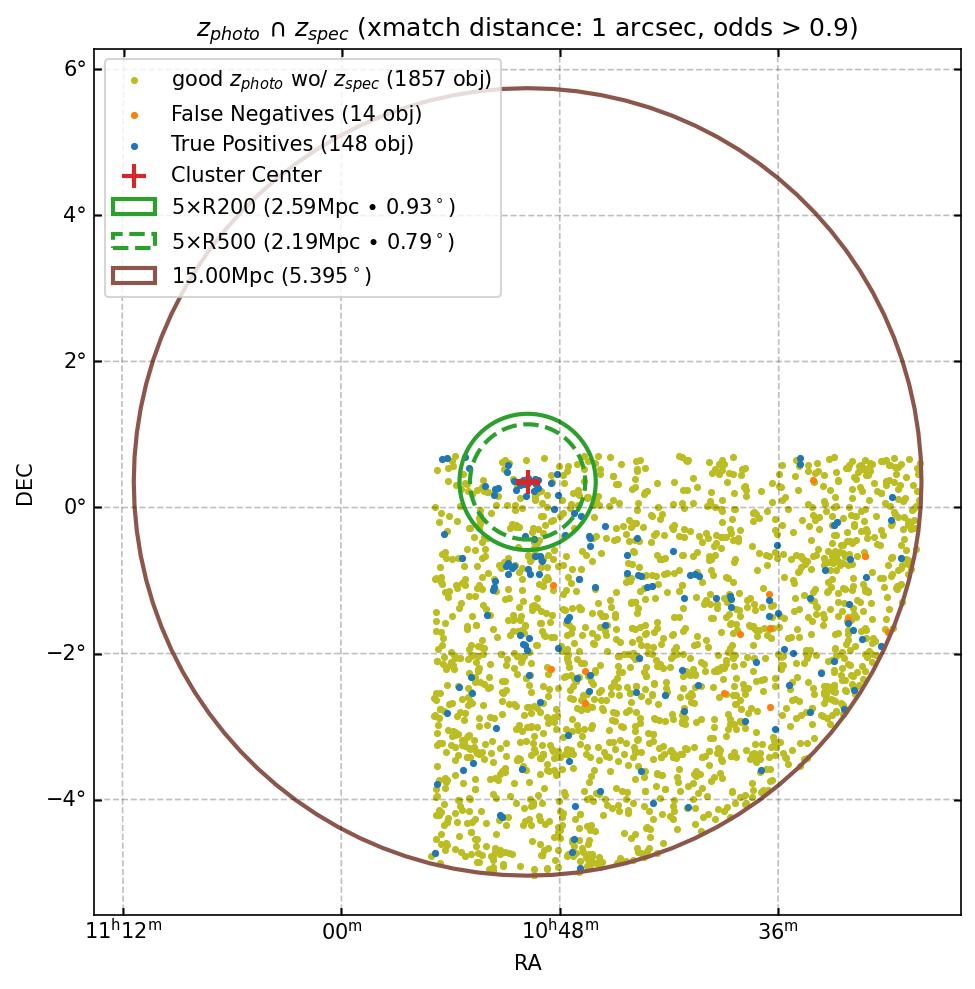 z_photo ∩ z_spec (xmatch distance: 1 arcsec, odds > 0.9)
good z_photo wo/ z_spec (1857 obj)
False Negatives (14 obj)
True Positives (148 obj)
Cluster Center
5×R200 (2.59Mpc • 0.93°)
5×R500 (2.19Mpc • 0.79°)
15.00Mpc (5.395°)
6°
4°
2°
0°
−2°
−4°
DEC
11h12m 00m 10h48m 36m
RA